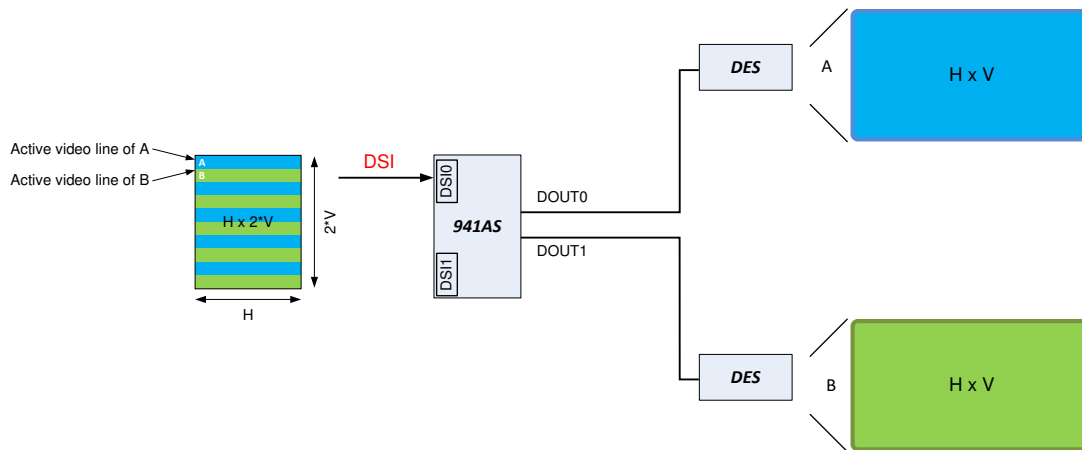 Active video line of A
Active video line of B
A
B
H x 2*V
2*V
H
DSI
DSI0
DSI1
941AS
DOUT0
DOUT1
DES
A
H x V
DES
B
H x V